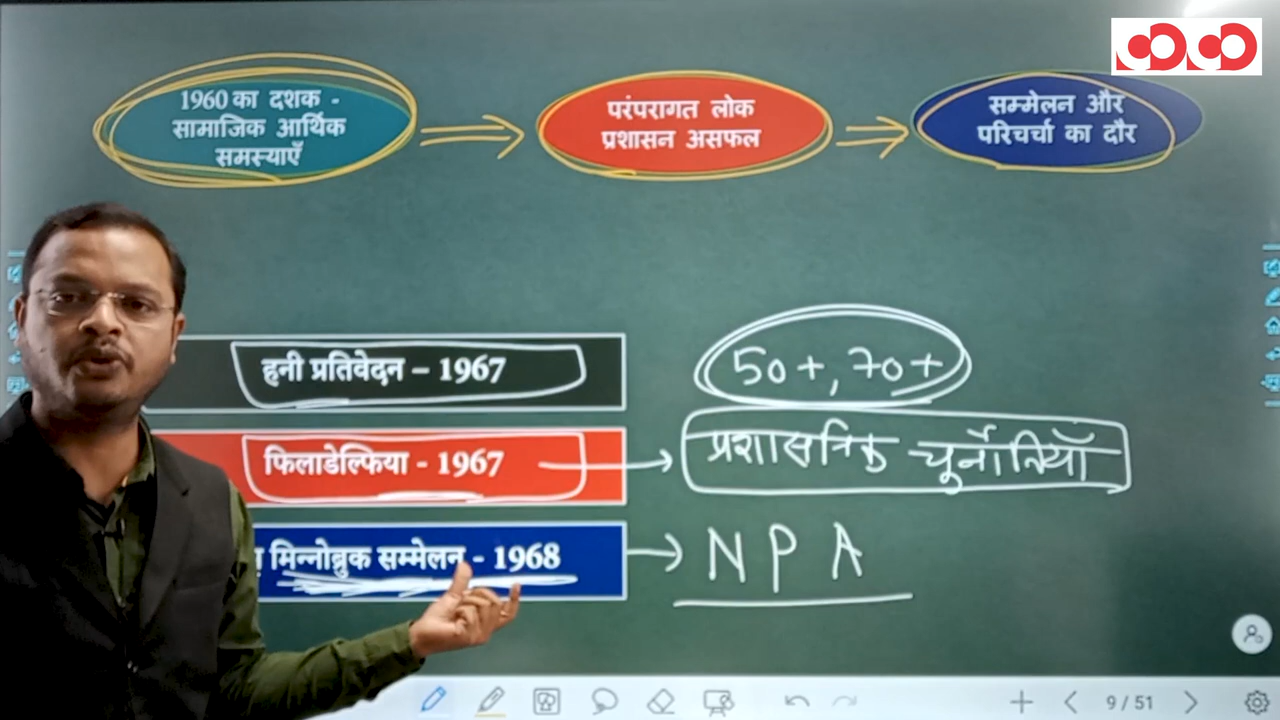 1960 का दशक -
सामाजिक आर्थिक
समस्याएँ
परंपरागत लोक
प्रशासन असफल
सम्मेलन और
परिचर्चा का दौर
हनी प्रतिवेदन – 1967
50+, 70+
फिलाडेल्फिया - 1967
प्रशासनिक चुनौतियाँ
मिन्नोब्रुक सम्मेलन - 1968
NPA
9 / 51